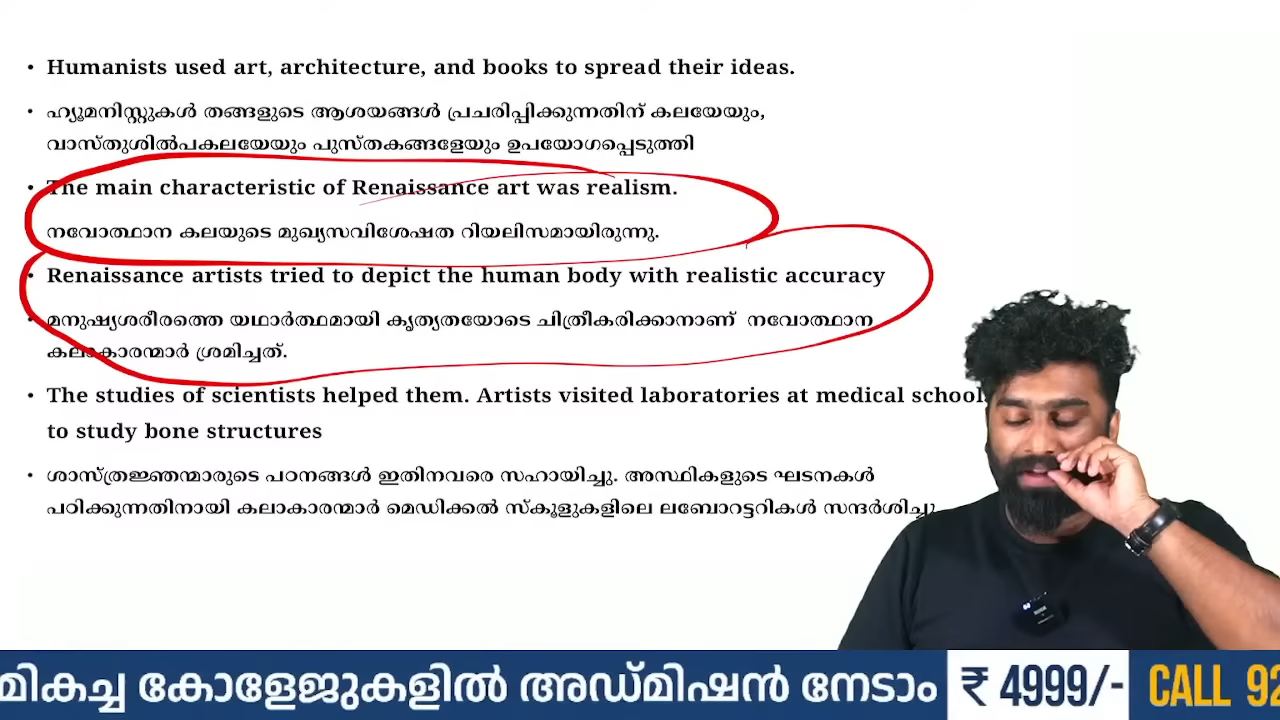 • Humanists used art, architecture, and books to spread their ideas.
• ഹ്യൂമനിസ്റ്റുകൾ തങ്ങളുടെ ആശയങ്ങൾ പ്രചരിപ്പിക്കുന്നതിന് കലയേയും,
വാസ്തുശിൽപകലയേയും പുസ്തകങ്ങളേയും ഉപയോഗപ്പെടുത്തി
• The main characteristic of Renaissance art was realism.
നവോത്ഥാന കലയുടെ മുഖ്യസവിശേഷത റിയലിസമായിരുന്നു.
• Renaissance artists tried to depict the human body with realistic accuracy
• മനുഷ്യശരീരത്തെ യഥാർത്ഥമായി കൃത്യതയോടെ ചിത്രീകരിക്കാനാണ് നവോത്ഥാന
കലാകാരന്മാർ ശ്രമിച്ചത്.
• The studies of scientists helped them. Artists visited laboratories at medical schools
to study bone structures
• ശാസ്ത്രജ്ഞന്മാരുടെ പഠനങ്ങൾ ഇതിനവരെ സഹായിച്ചു. അസ്ഥികളുടെ ഘടനകൾ
പഠിക്കുന്നതിനായി കലാകാരന്മാർ മെഡിക്കൽ സ്കൂളുകളിലെ ലബോറട്ടറികൾ സന്ദർശിച്ചു
മികച്ച കോളേജുകളിൽ അഡ്മിഷൻ നേടാം ₹ 4999/- CALL 92